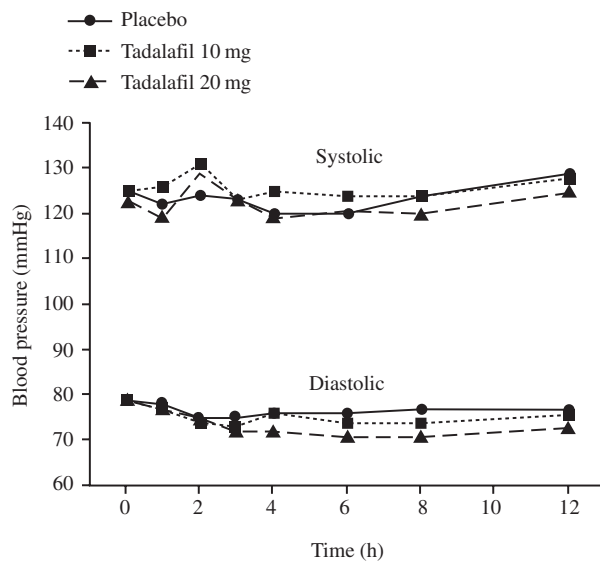 Placebo
Tadalafil 10 mg
Tadalafil 20 mg
140
130
120
110
100
90
80
70
60
Systolic
Diastolic
Blood pressure (mmHg)
0 2 4 6 8 10 12
Time (h)